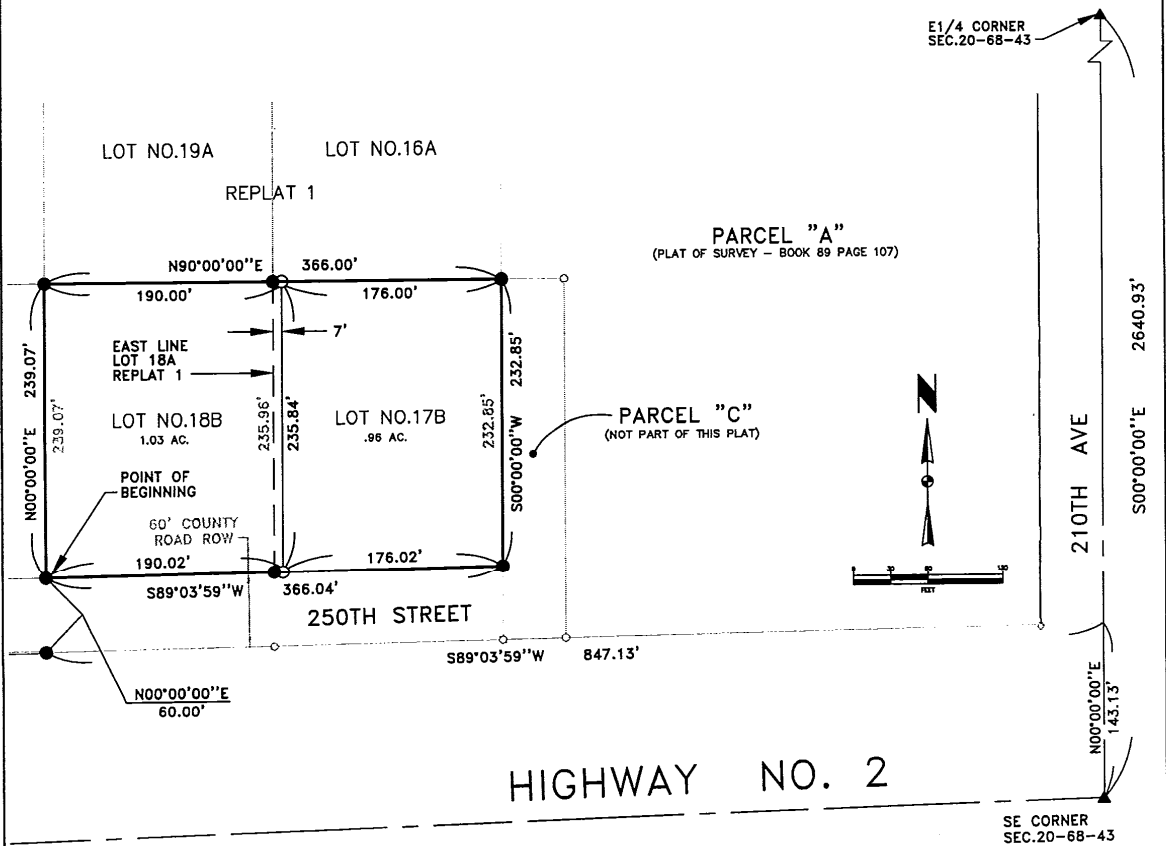 E1/4 CORNER
SEC.20-68-43
LOT NO.19A
LOT NO.16A
REPLAT 1
PARCEL "A"
(PLAT OF SURVEY - BOOK 89 PAGE 107)
N90°00'00"E 366.00'
190.00'
176.00'
7'
EAST LINE
LOT 18A
REPLAT 1
N00°00'00"E 239.07'
239.07'
235.96'
235.84'
232.85'
S00°00'00"W 232.85'
LOT NO.18B
1.03 AC.
LOT NO.17B
.96 AC.
PARCEL "C"
(NOT PART OF THIS PLAT)
N
S00°00'00"E 2640.93'
210TH AVE
POINT OF
BEGINNING
60' COUNTY
ROAD ROW
190.02'
176.02'
S89°03'59"W 366.04'
250TH STREET
FEET
S89°03'59"W 847.13'
N00°00'00"E
60.00'
N00°00'00"E
143.13'
HIGHWAY NO. 2
SE CORNER
SEC.20-68-43